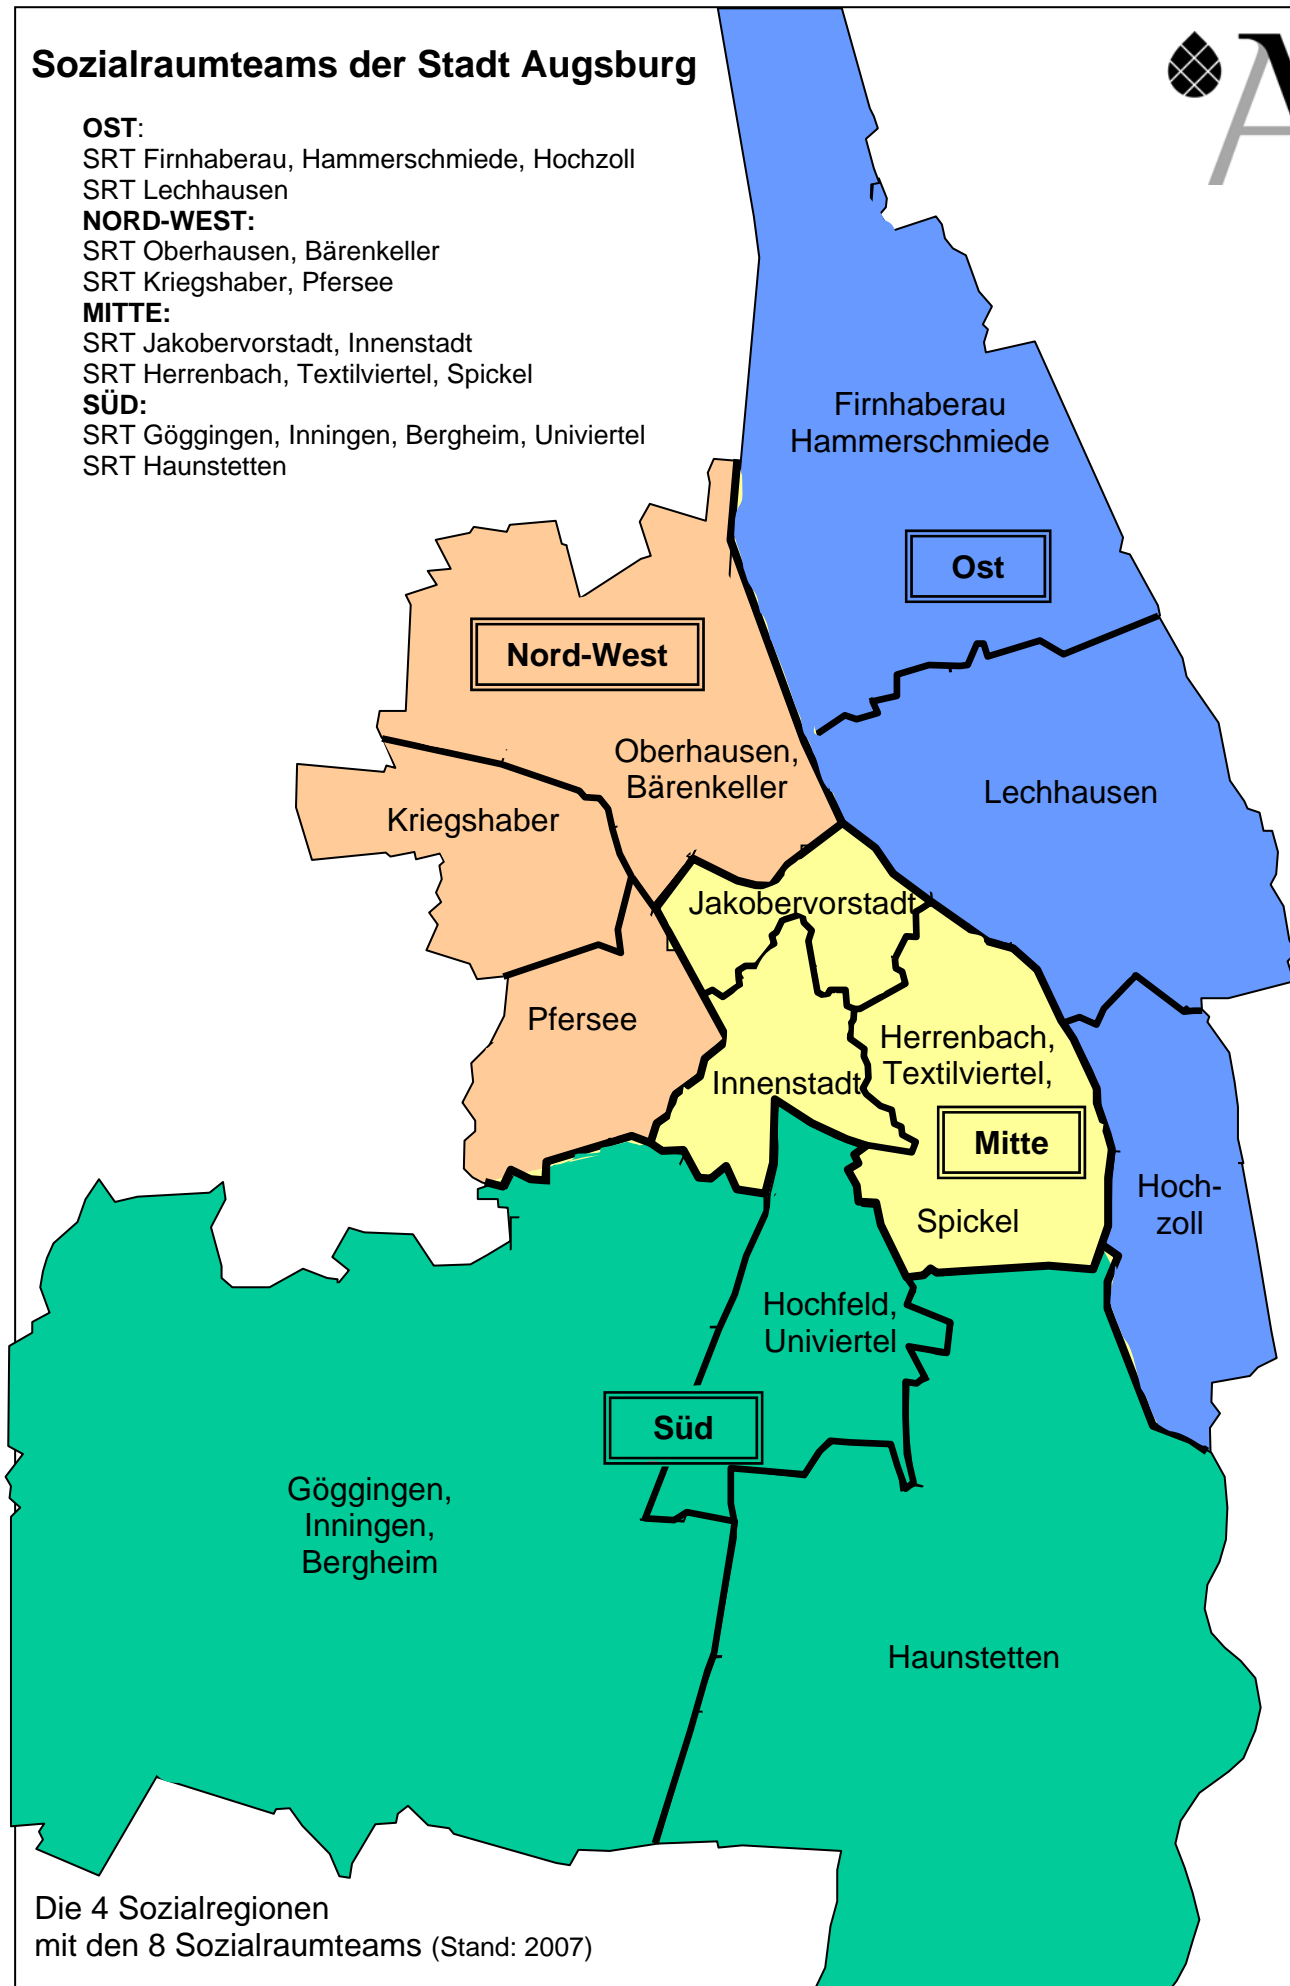 Sozialraumteams der Stadt Augsburg
OST:
SRT Firnhaberau, Hammerschmiede, Hochzoll
SRT Lechhausen
NORD-WEST:
SRT Oberhausen, Bärenkeller
SRT Kriegshaber, Pfersee
MITTE:
SRT Jakobervorstadt, Innenstadt
SRT Herrenbach, Textilviertel, Spickel
SÜD:
SRT Göggingen, Inningen, Bergheim, Univiertel
SRT Haunstetten
A
Firnhaberau
Hammerschmiede
Ost
Nord-West
Oberhausen,
Bärenkeller
Lechhausen
Kriegshaber
Jakobervorstadt
Pfersee
Herrenbach,
Textilviertel,
Innenstadt
Mitte
Hoch-
zoll
Spickel
Hochfeld,
Univiertel
Süd
Göggingen,
Inningen,
Bergheim
Haunstetten
Die 4 Sozialregionen
mit den 8 Sozialraumteams (Stand: 2007)